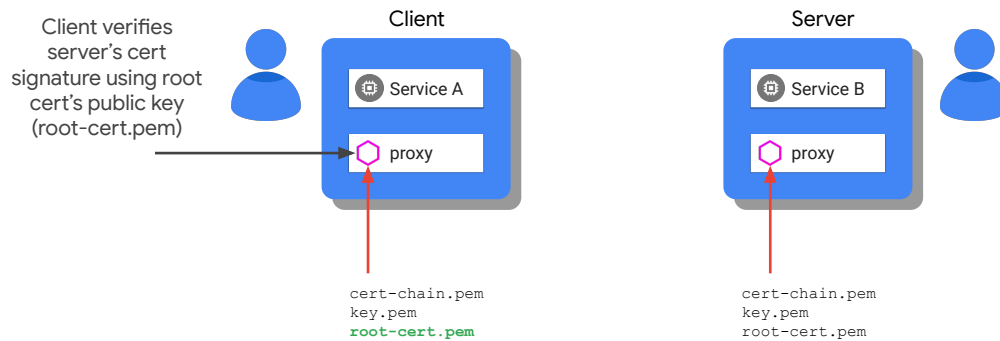 Client verifies
server’s cert
signature using root
cert’s public key
(root-cert.pem)
Client
Service A
proxy
cert-chain.pem
key.pem
root-cert.pem
Server
Service B
proxy
cert-chain.pem
key.pem
root-cert.pem